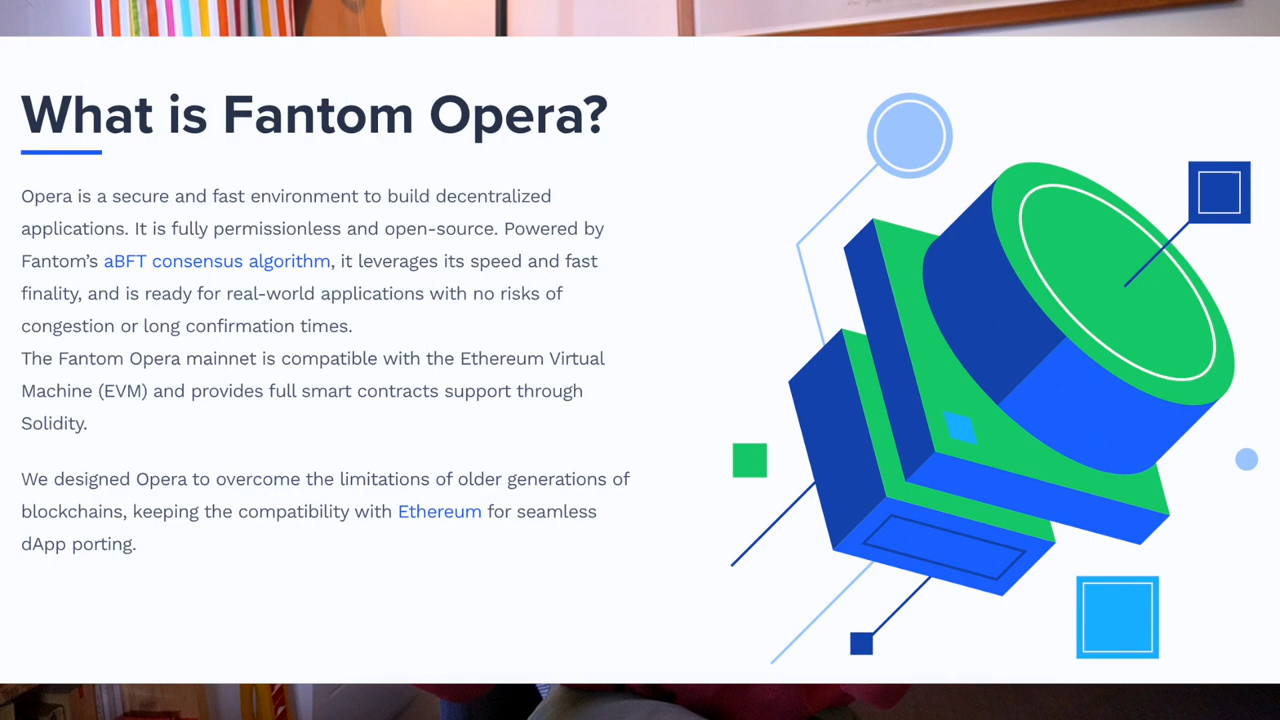 What is Fantom Opera?
Opera is a secure and fast environment to build decentralized
applications. It is fully permissionless and open-source. Powered by
Fantom’s aBFT consensus algorithm, it leverages its speed and fast
finality, and is ready for real-world applications with no risks of
congestion or long confirmation times.
The Fantom Opera mainnet is compatible with the Ethereum Virtual
Machine (EVM) and provides full smart contracts support through
Solidity.
We designed Opera to overcome the limitations of older generations of
blockchains, keeping the compatibility with Ethereum for seamless
dApp porting.